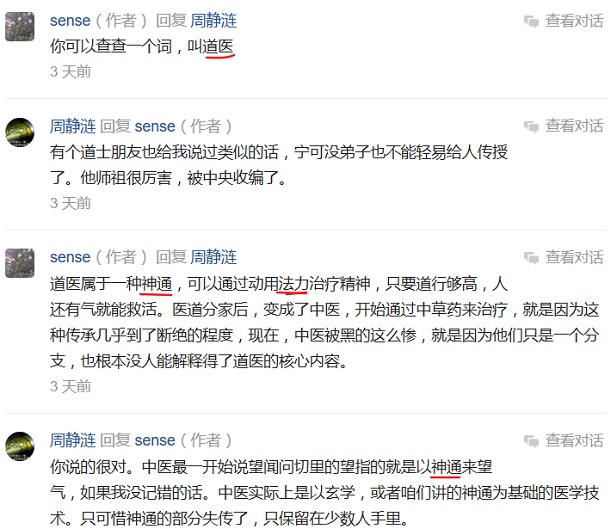 sense（作者）回复 周静涟 查看对话
你可以查查一个词，叫道医
3 天前
周静涟 回复 sense（作者） 查看对话
有个道士朋友也给我说过类似的话，宁可没弟子也不能轻易给人传授
了。他师祖很厉害，被中央收编了。
3 天前
sense（作者）回复 周静涟 查看对话
道医属于一种神通，可以通过动用法力治疗精神，只要道行够高，人
还有气就能救活。医道分家后，变成了中医，开始通过中草药来治疗，就是因为这
种传承几乎到了断绝的程度，现在，中医被黑的这么惨，就是因为他们只是一个分
支，也根本没人能解释得了道医的核心内容。
3 天前
周静涟 回复 sense（作者） 查看对话
你说的很对。中医最一开始说望闻问切里的望指的就是以神通来望
气，如果我没记错的话。中医实际上是以玄学，或者咱们讲的神通为基础的医学技
术。只可惜神通的部分失传了，只保留在少数人手里。